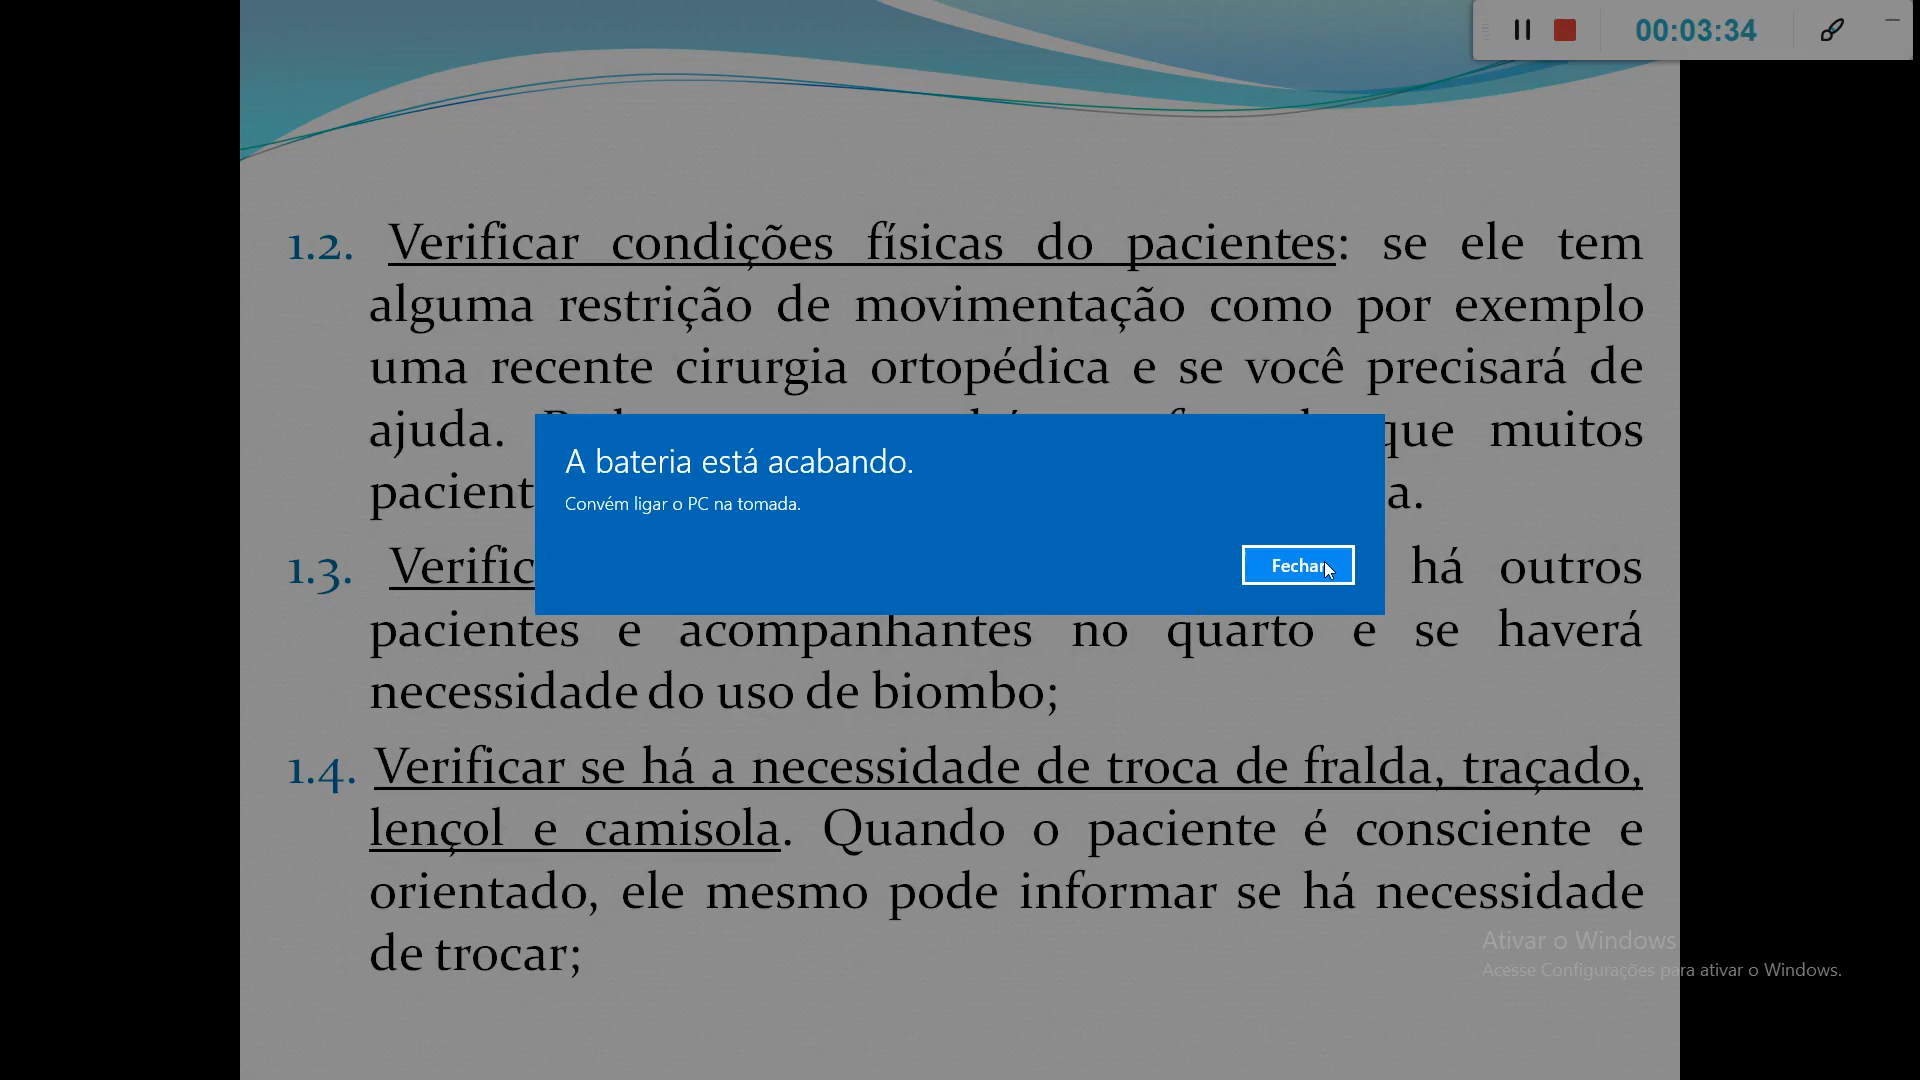 00:03:34
1.2. Verificar condições físicas do pacientes: se ele tem
alguma restrição de movimentação como por exemplo
uma recente cirurgia ortopédica e se você precisará de
ajuda. que muitos
pacient a.
A bateria está acabando.
Convém ligar o PC na tomada.
Fechar
1.3. Verific há outros
pacientes e acompanhantes no quarto e se haverá
necessidade do uso de biombo;
1.4. Verificar se há a necessidade de troca de fralda, traçado,
lençol e camisola. Quando o paciente é consciente e
orientado, ele mesmo pode informar se há necessidade
de trocar;
Ativar o Windows
Acesse Configurações para ativar o Windows.